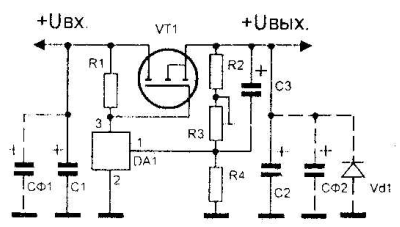 +Uвх.
VT1
+Uвых.
R1
R2
+
C3
3
R3
1
DA1
2
R4
+
CФ1
+
C1
+
C2
+
CФ2
Vd1